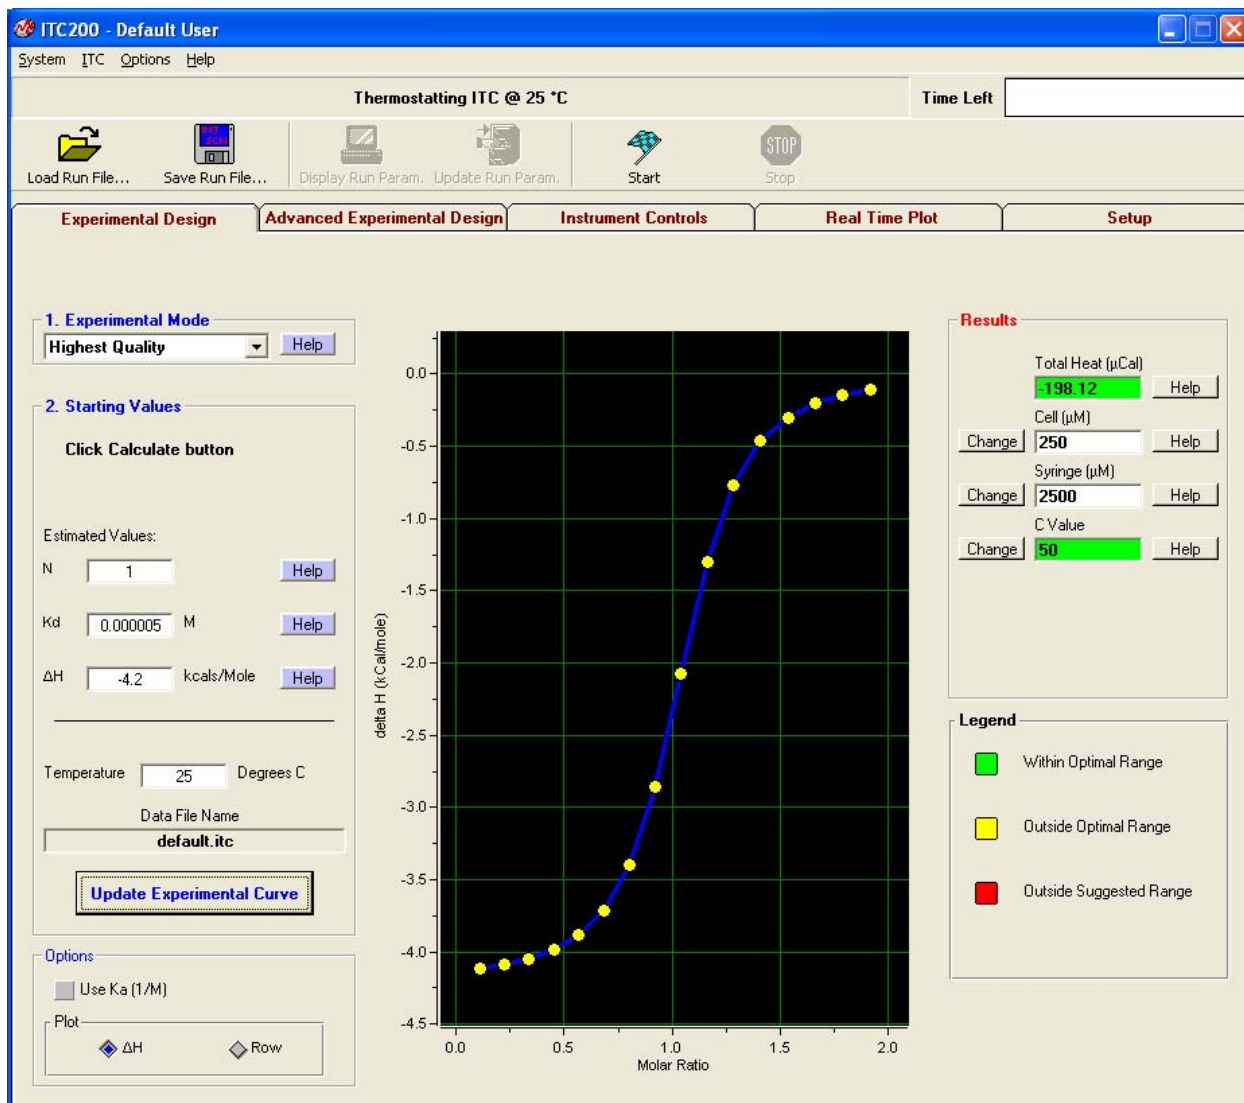 ITC200 - Default User
System ITC Options Help
Thermostatting ITC @ 25 °C
Time Left
Load Run File...
Save Run File...
Display Run Param.
Update Run Param.
Start
STOP
Stop
Experimental Design
Advanced Experimental Design
Instrument Controls
Real Time Plot
Setup
1. Experimental Mode
Highest Quality
Help
2. Starting Values
Click Calculate button
Estimated Values:
N 1 Help
Kd 0.000005 M Help
ΔH -4.2 kcals/Mole Help
Temperature 25 Degrees C
Data File Name
default.itc
Update Experimental Curve
Options
Use Ka (1/M)
Plot
ΔH Row
delta H (kCal/mole)
0.0
-0.5
-1.0
-1.5
-2.0
-2.5
-3.0
-3.5
-4.0
-4.5
0.0 0.5 1.0 1.5 2.0
Molar Ratio
Results
Total Heat (µCal)
-198.12 Help
Cell (µM)
Change 250 Help
Syringe (µM)
Change 2500 Help
C Value
Change 50 Help
Legend
Within Optimal Range
Outside Optimal Range
Outside Suggested Range